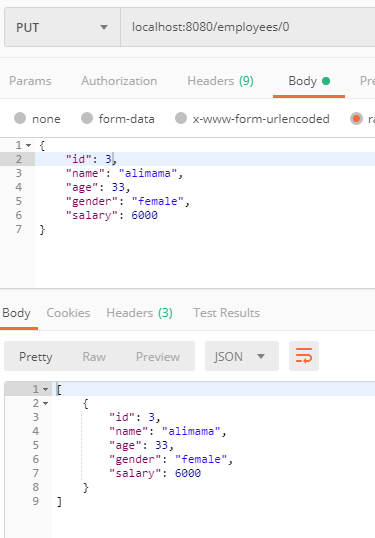 PUT localhost:8080/employees/0
Params Authorization Headers (9) Body
none form-data x-www-form-urlencoded
1 {
2 "id": 3,
3 "name": "alimama",
4 "age": 33,
5 "gender": "female",
6 "salary": 6000
7 }
Body Cookies Headers (3) Test Results
Pretty Raw Preview JSON
1 [
2 {
3 "id": 3,
4 "name": "alimama",
5 "age": 33,
6 "gender": "female",
7 "salary": 6000
8 }
9 ]